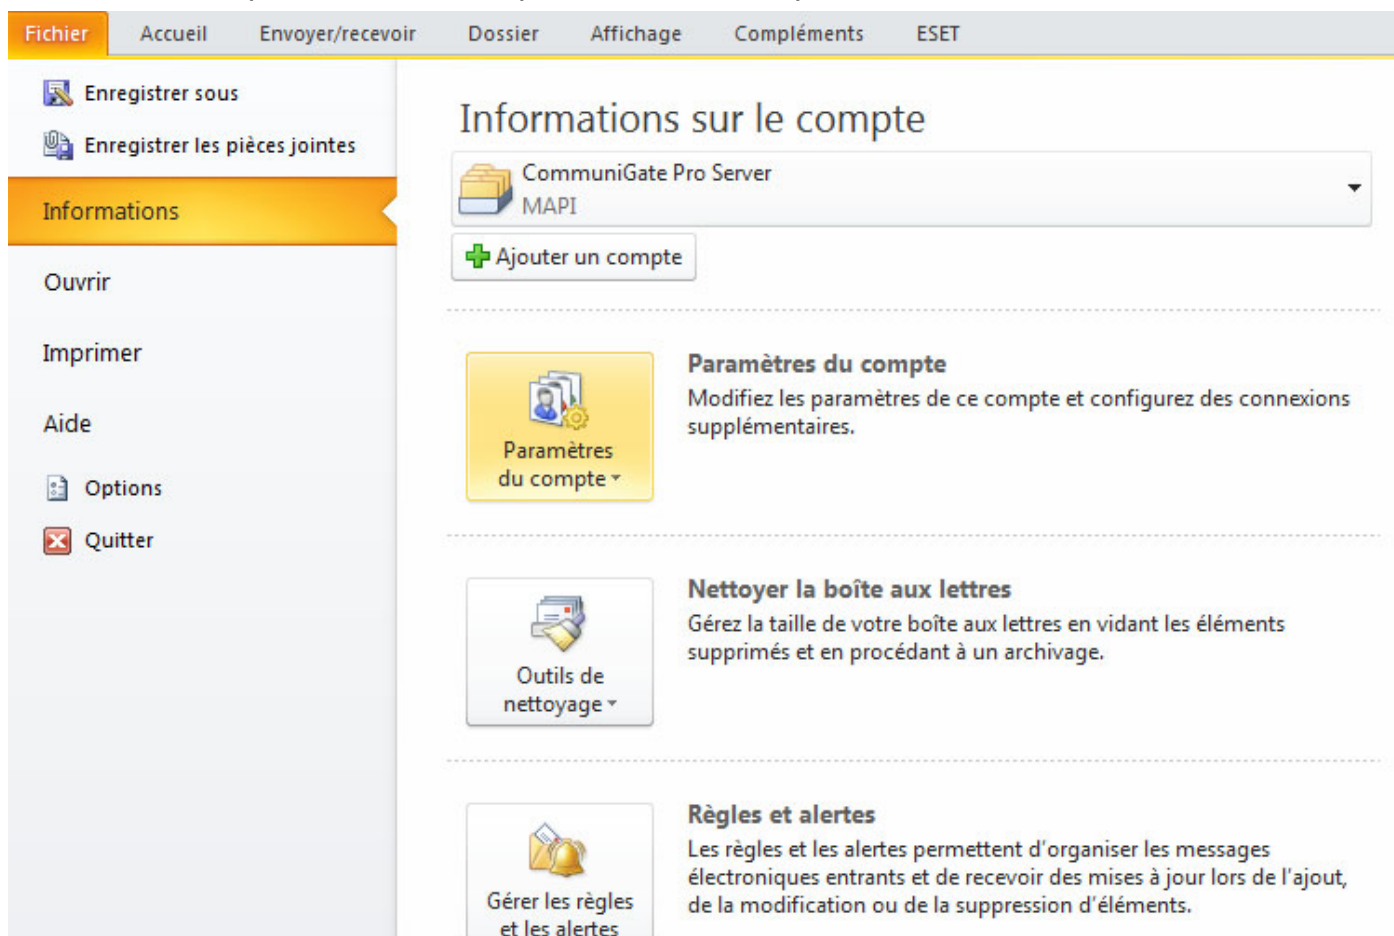 Fichier Accueil Envoyer/recevoir Dossier Affichage Compléments ESET
Enregistrer sous
Enregistrer les pièces jointes
Informations
Ouvrir
Imprimer
Aide
Options
Quitter
Informations sur le compte
CommuniGate Pro Server
MAPI
Ajouter un compte
Paramètres
du compte
Paramètres du compte
Modifiez les paramètres de ce compte et configurez des connexions
supplémentaires.
Outils de
nettoyage
Nettoyer la boîte aux lettres
Gérez la taille de votre boîte aux lettres en vidant les éléments
supprimés et en procédant à un archivage.
Gérer les règles
et les alertes
Règles et alertes
Les règles et les alertes permettent d'organiser les messages
électroniques entrants et de recevoir des mises à jour lors de l'ajout,
de la modification ou de la suppression d'éléments.